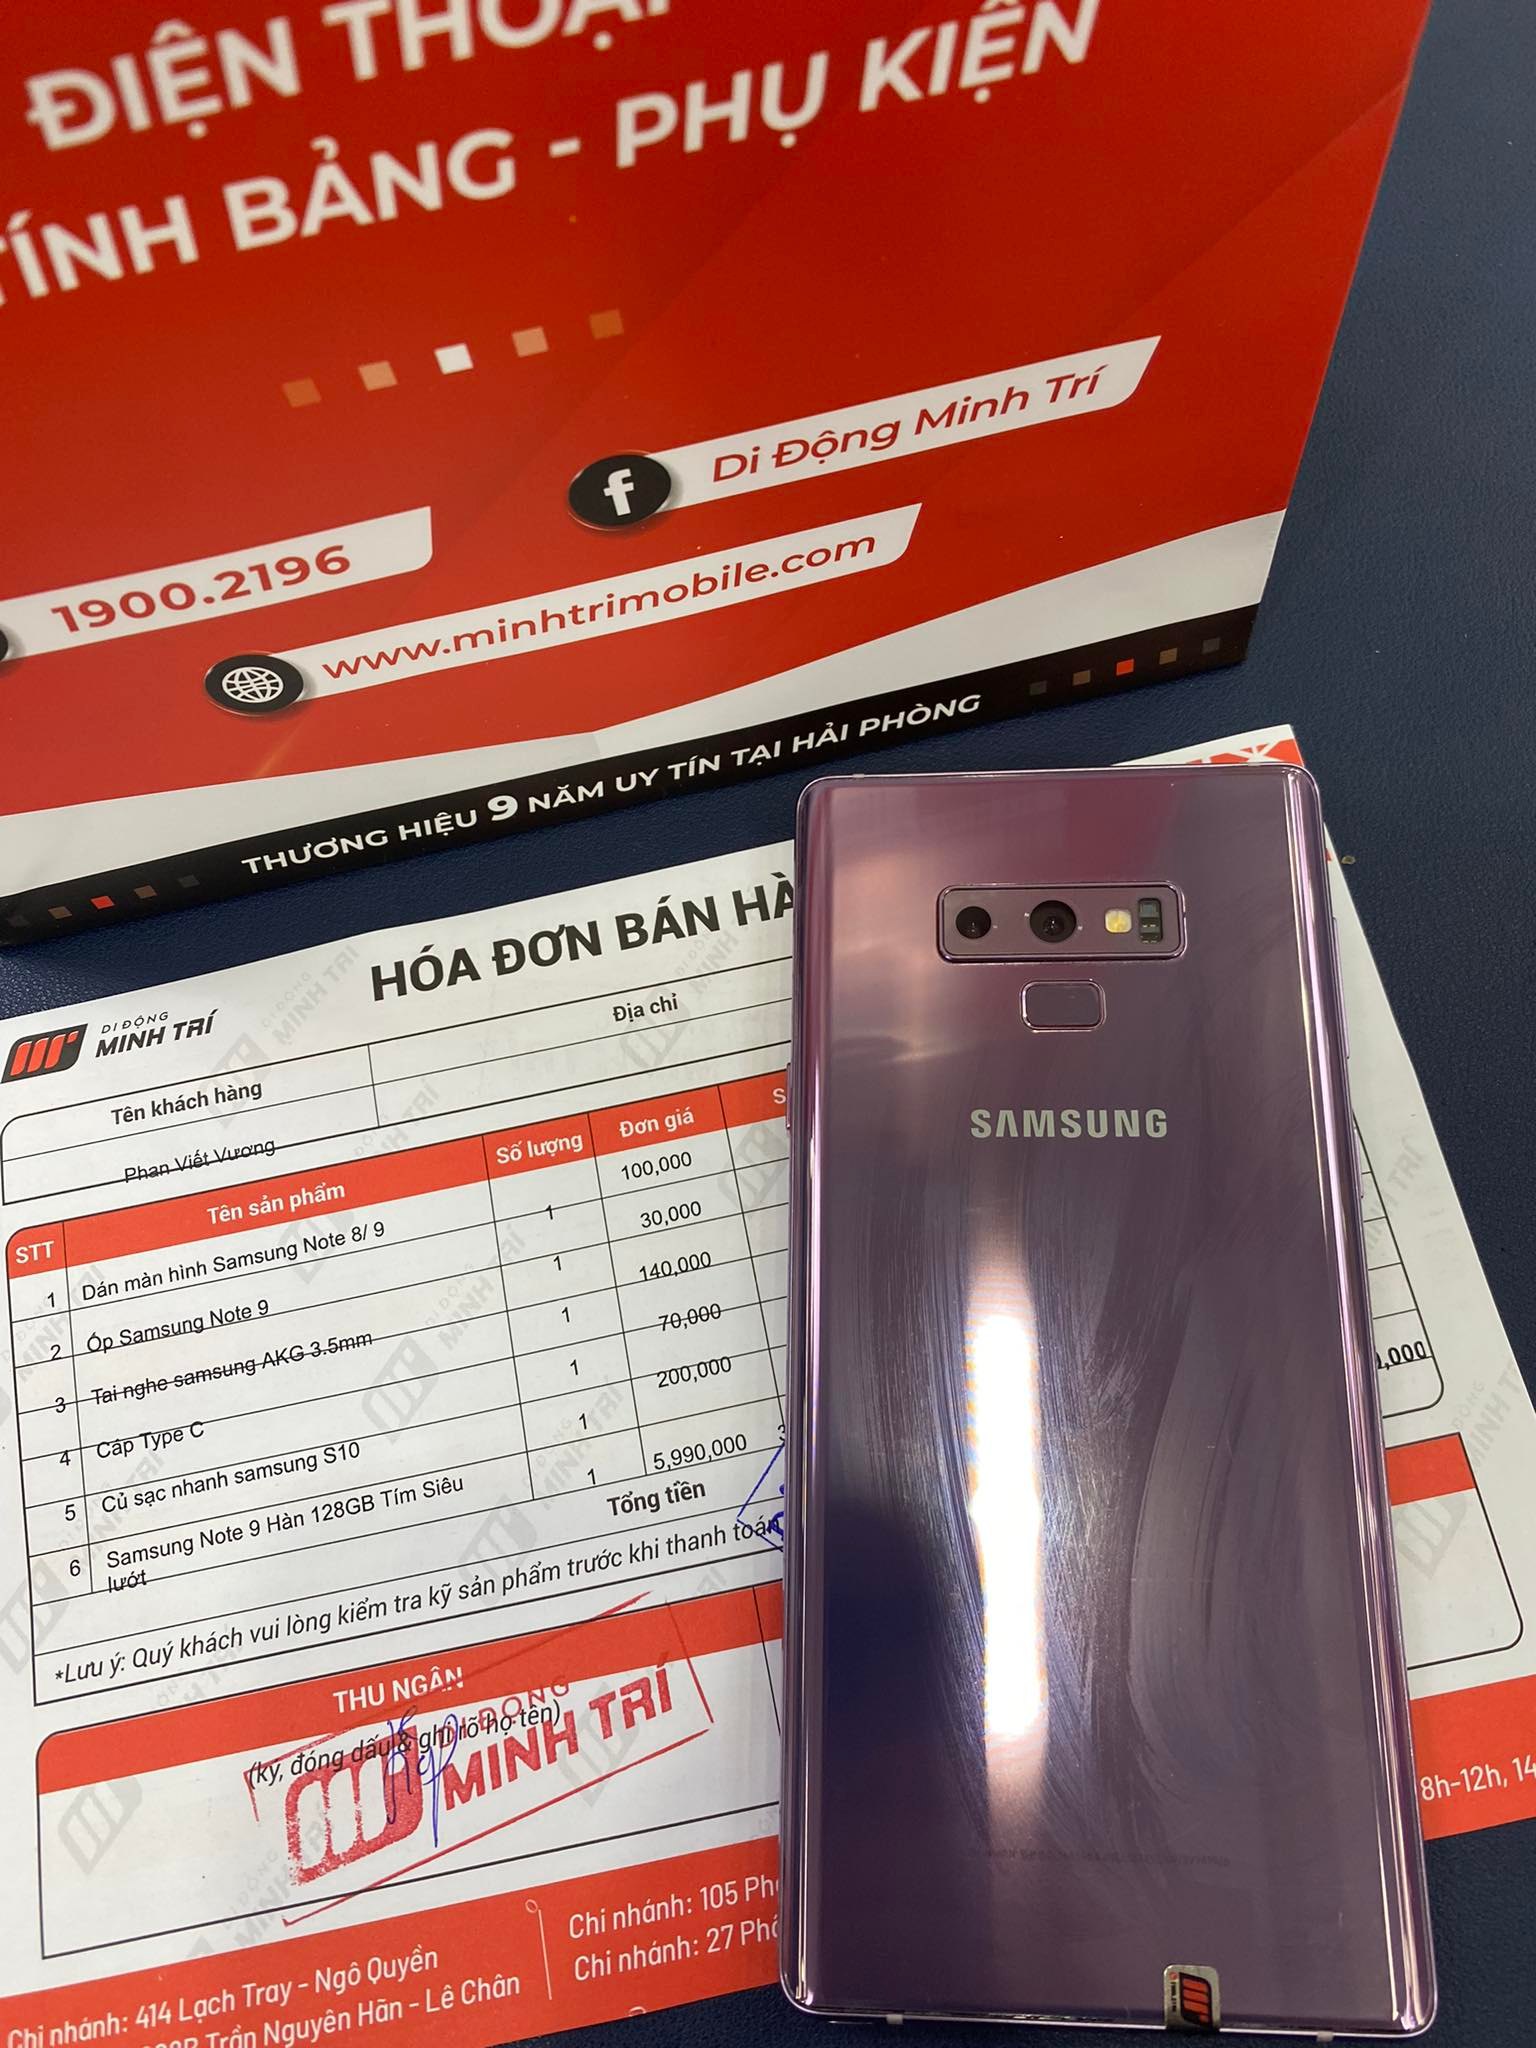 ĐIỆN THOẠI
TÍNH BẢNG - PHỤ KIỆN
f Di Động Minh Trí
1900.2196
www.minhtrimobile.com
THƯƠNG HIỆU 9 NĂM UY TÍN TẠI HẢI PHÒNG
HÓA ĐƠN BÁN HÀ
DI ĐỘNG
MINH TRÍ
Tên khách hàng Địa chỉ
Phan Viết Vương
STT Tên sản phẩm Số lượng Đơn giá S
1 Dán màn hình Samsung Note 8/ 9 1 100,000
2 Ốp Samsung Note 9 1 30,000
3 Tai nghe samsung AKG 3.5mm 1 140,000
4 Cáp Type C 1 70,000
5 Củ sạc nhanh samsung S10 1 200,000
6 Samsung Note 9 Hàn 128GB Tím Siêu 1 5,990,000
lướt
Tổng tiền ,000
*Lưu ý: Quý khách vui lòng kiểm tra kỹ sản phẩm trước khi thanh toán
THU NGÂN
(ký, đóng dấu & ghi rõ họ tên)
DI ĐỘNG
MINH TRÍ
SAMSUNG
8h-12h, 14
Chi nhánh: 414 Lạch Tray - Ngô Quyền
Trần Nguyên Hãn - Lê Chân
Chi nhánh: 105 Ph
Chi nhánh: 27 Ph